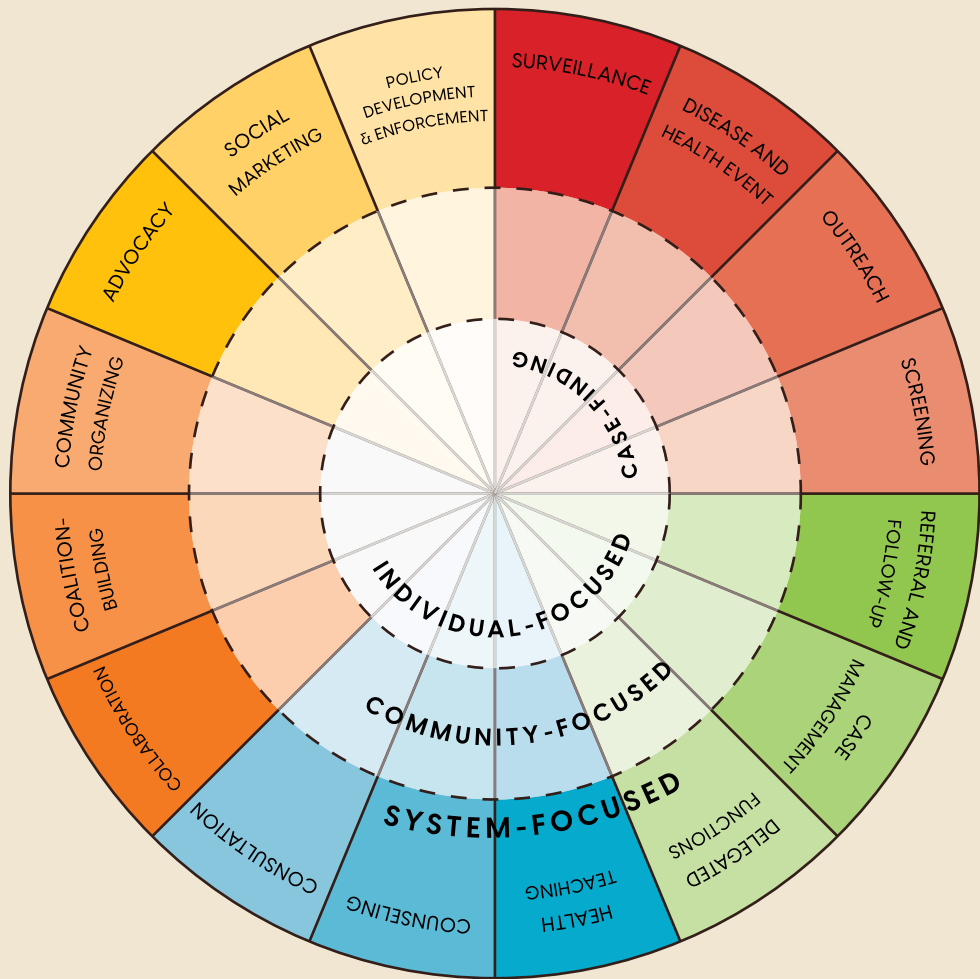 SURVEILLANCE
DISEASE AND
HEALTH EVENT
OUTREACH
SCREENING
REFERRAL AND
FOLLOW-UP
CASE
MANAGEMENT
DELEGATED
FUNCTIONS
HEALTH
TEACHING
COUNSELING
CONSULTATION
COLLABORATION
COALITION-
BUILDING
COMMUNITY
ORGANIZING
ADVOCACY
SOCIAL
MARKETING
POLICY
DEVELOPMENT
& ENFORCEMENT
CASE-FINDING
INDIVIDUAL-FOCUSED
COMMUNITY-FOCUSED
SYSTEM-FOCUSED